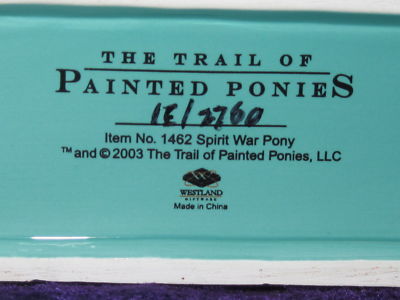 THE TRAIL OF
PAINTED PONIES
1E/2760
Item No. 1462 Spirit War Pony
™ and © 2003 The Trail of Painted Ponies, LLC
WESTLAND
GIFTWARE
Made in China